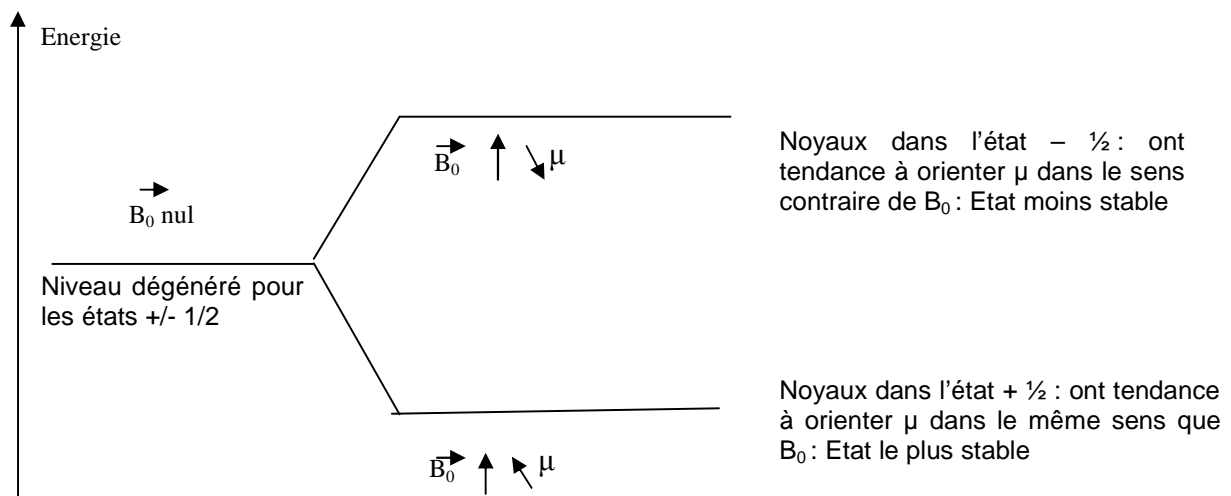 Energie
B₀ μ
Noyaux dans l’état – ½ : ont
tendance à orienter μ dans le sens
contraire de B₀ : Etat moins stable
B₀ nul
Niveau dégénéré pour
les états +/- 1/2
Noyaux dans l’état + ½ : ont tendance
à orienter μ dans le même sens que
B₀ : Etat le plus stable
B₀ μ